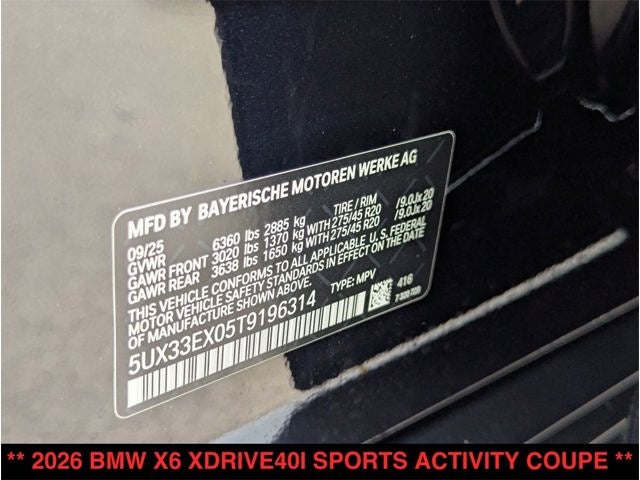 MFD BY BAYERISCHE MOTOREN WERKE AG
09/25 TIRE / RIM
GVWR 6360 lbs 2885 kg
GAWR FRONT 3020 lbs 1370 kg WITH 275/45 R20 /9.0Jx20
GAWR REAR 3638 lbs 1650 kg WITH 275/45 R20 /9.0Jx20
THIS VEHICLE CONFORMS TO ALL APPLICABLE U.S. FEDERAL
MOTOR VEHICLE SAFETY STANDARDS IN EFFECT ON THE DATE
OF MANUFACTURE SHOWN ABOVE.
5UX33EX05T9196314 TYPE: MPV 416
** 2026 BMW X6 XDRIVE40I SPORTS ACTIVITY COUPE **